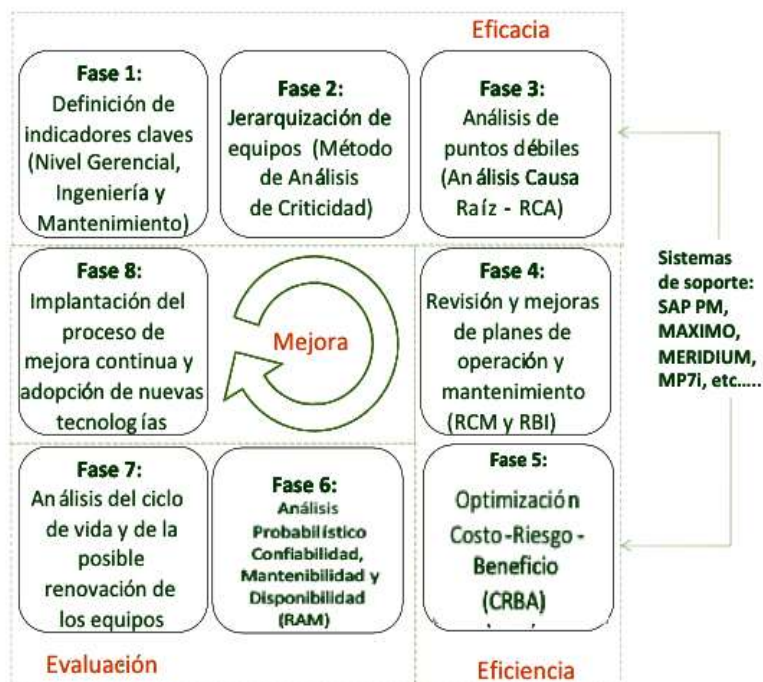 Eficacia
Fase 1:
Definición de
indicadores claves
(Nivel Gerencial,
Ingeniería y
Mantenimiento)
Fase 2:
Jerarquización de
equipos (Método
de Análisis
de Criticidad)
Fase 3:
Análisis de
puntos débiles
(Análisis Causa
Raíz - RCA)
Fase 8:
Implantación del
proceso de
mejora continua y
adopción de nuevas
tecnologías
Mejora
Fase 4:
Revisión y mejoras
de planes de
operación y
mantenimiento
(RCM y RBI)
Sistemas
de soporte:
SAP PM,
MAXIMO,
MERIDIUM,
MP7i, etc.....
Fase 7:
Análisis del ciclo
de vida y de la
posible
renovación de
los equipos
Fase 6:
Análisis
Probabilístico
Confiabilidad,
Mantenibilidad y
Disponibilidad
(RAM)
Fase 5:
Optimización
Costo-Riesgo-
Beneficio
(CRBA)
Evaluación
Eficiencia